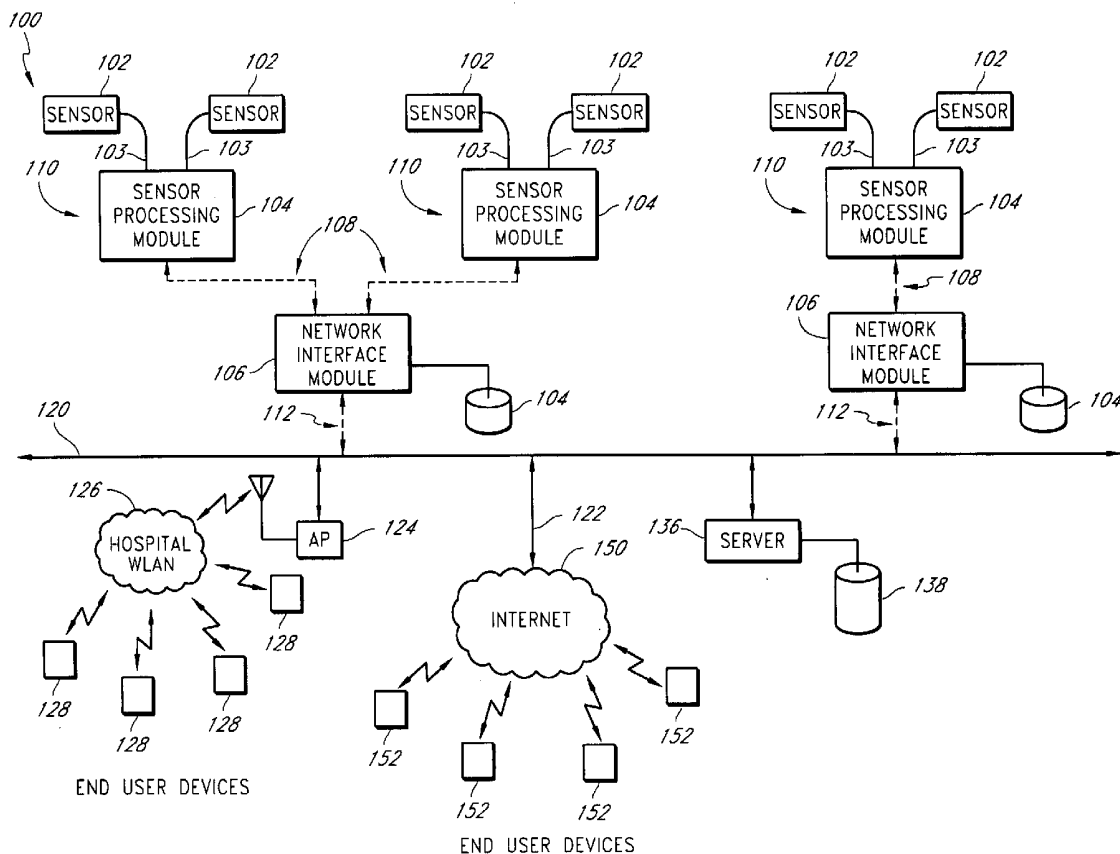 100
102 102 102 102 102 102
SENSOR SENSOR SENSOR SENSOR SENSOR SENSOR
103 103 103 103 103 103
110 SENSOR PROCESSING MODULE 104
110 SENSOR PROCESSING MODULE 104
110 SENSOR PROCESSING MODULE 104
108
108
106 NETWORK INTERFACE MODULE
104
106 NETWORK INTERFACE MODULE
104
112
112
120
126
HOSPITAL
WLAN
AP
124
122
150
INTERNET
136
SERVER
138
128
128
128
128
END USER DEVICES
152
152
152
152
END USER DEVICES